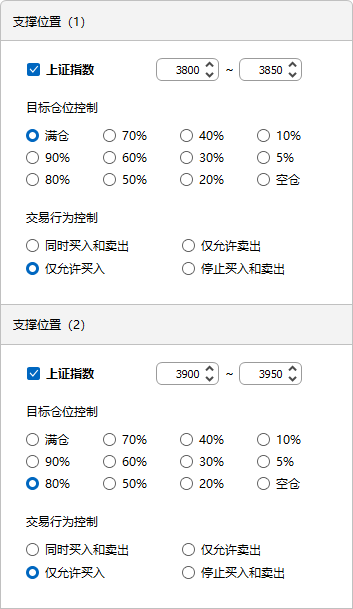 支撑位置（1）
上证指数 3800 ~ 3850
目标仓位控制
满仓 70% 40% 10%
90% 60% 30% 5%
80% 50% 20% 空仓
交易行为控制
同时买入和卖出 仅允许卖出
仅允许买入 停止买入和卖出
支撑位置（2）
上证指数 3900 ~ 3950
目标仓位控制
满仓 70% 40% 10%
90% 60% 30% 5%
80% 50% 20% 空仓
交易行为控制
同时买入和卖出 仅允许卖出
仅允许买入 停止买入和卖出